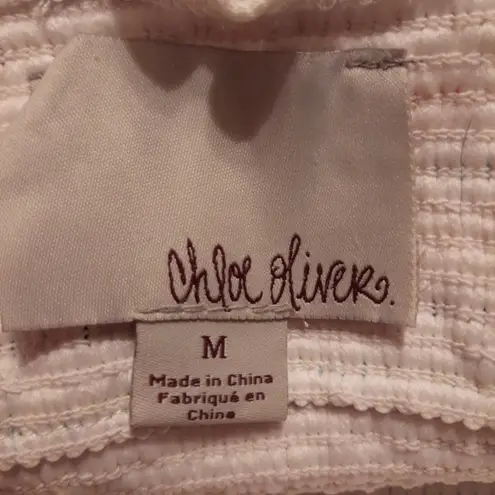 chloe oliver.
M
Made in China
Fabriqué en
Chine